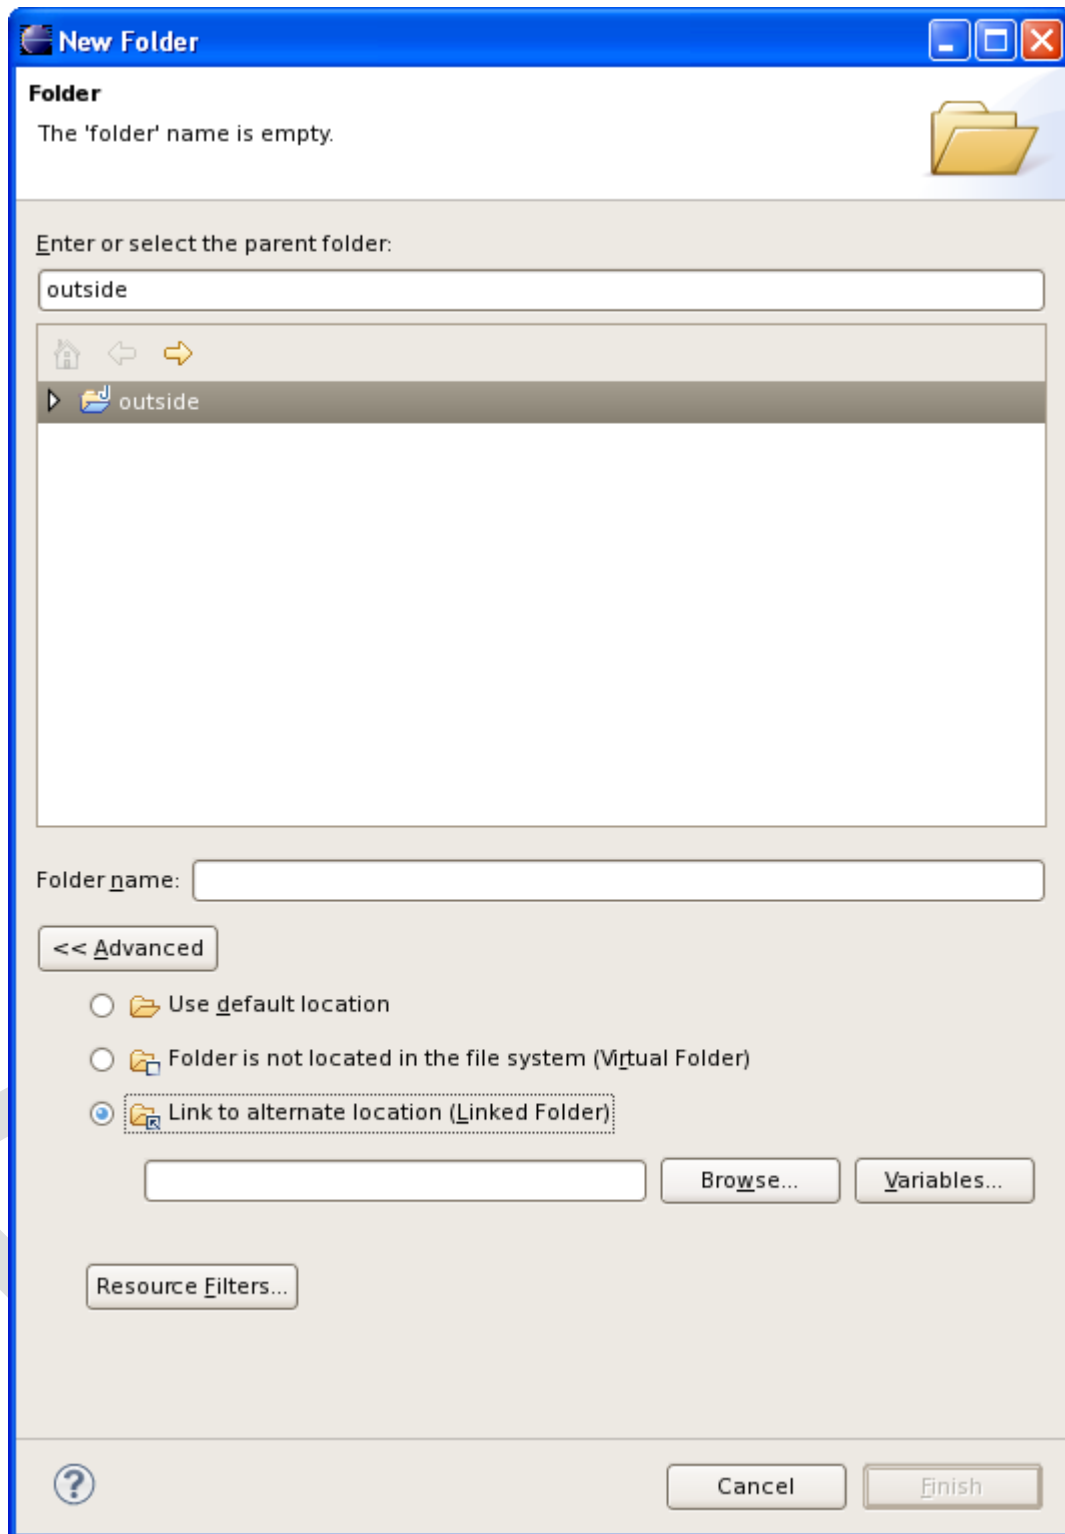 New Folder
Folder
The 'folder' name is empty.
Enter or select the parent folder:
outside
outside
Folder name:
<< Advanced
Use default location
Folder is not located in the file system (Virtual Folder)
Link to alternate location (Linked Folder)
Browse... Variables...
Resource Filters...
Cancel Finish